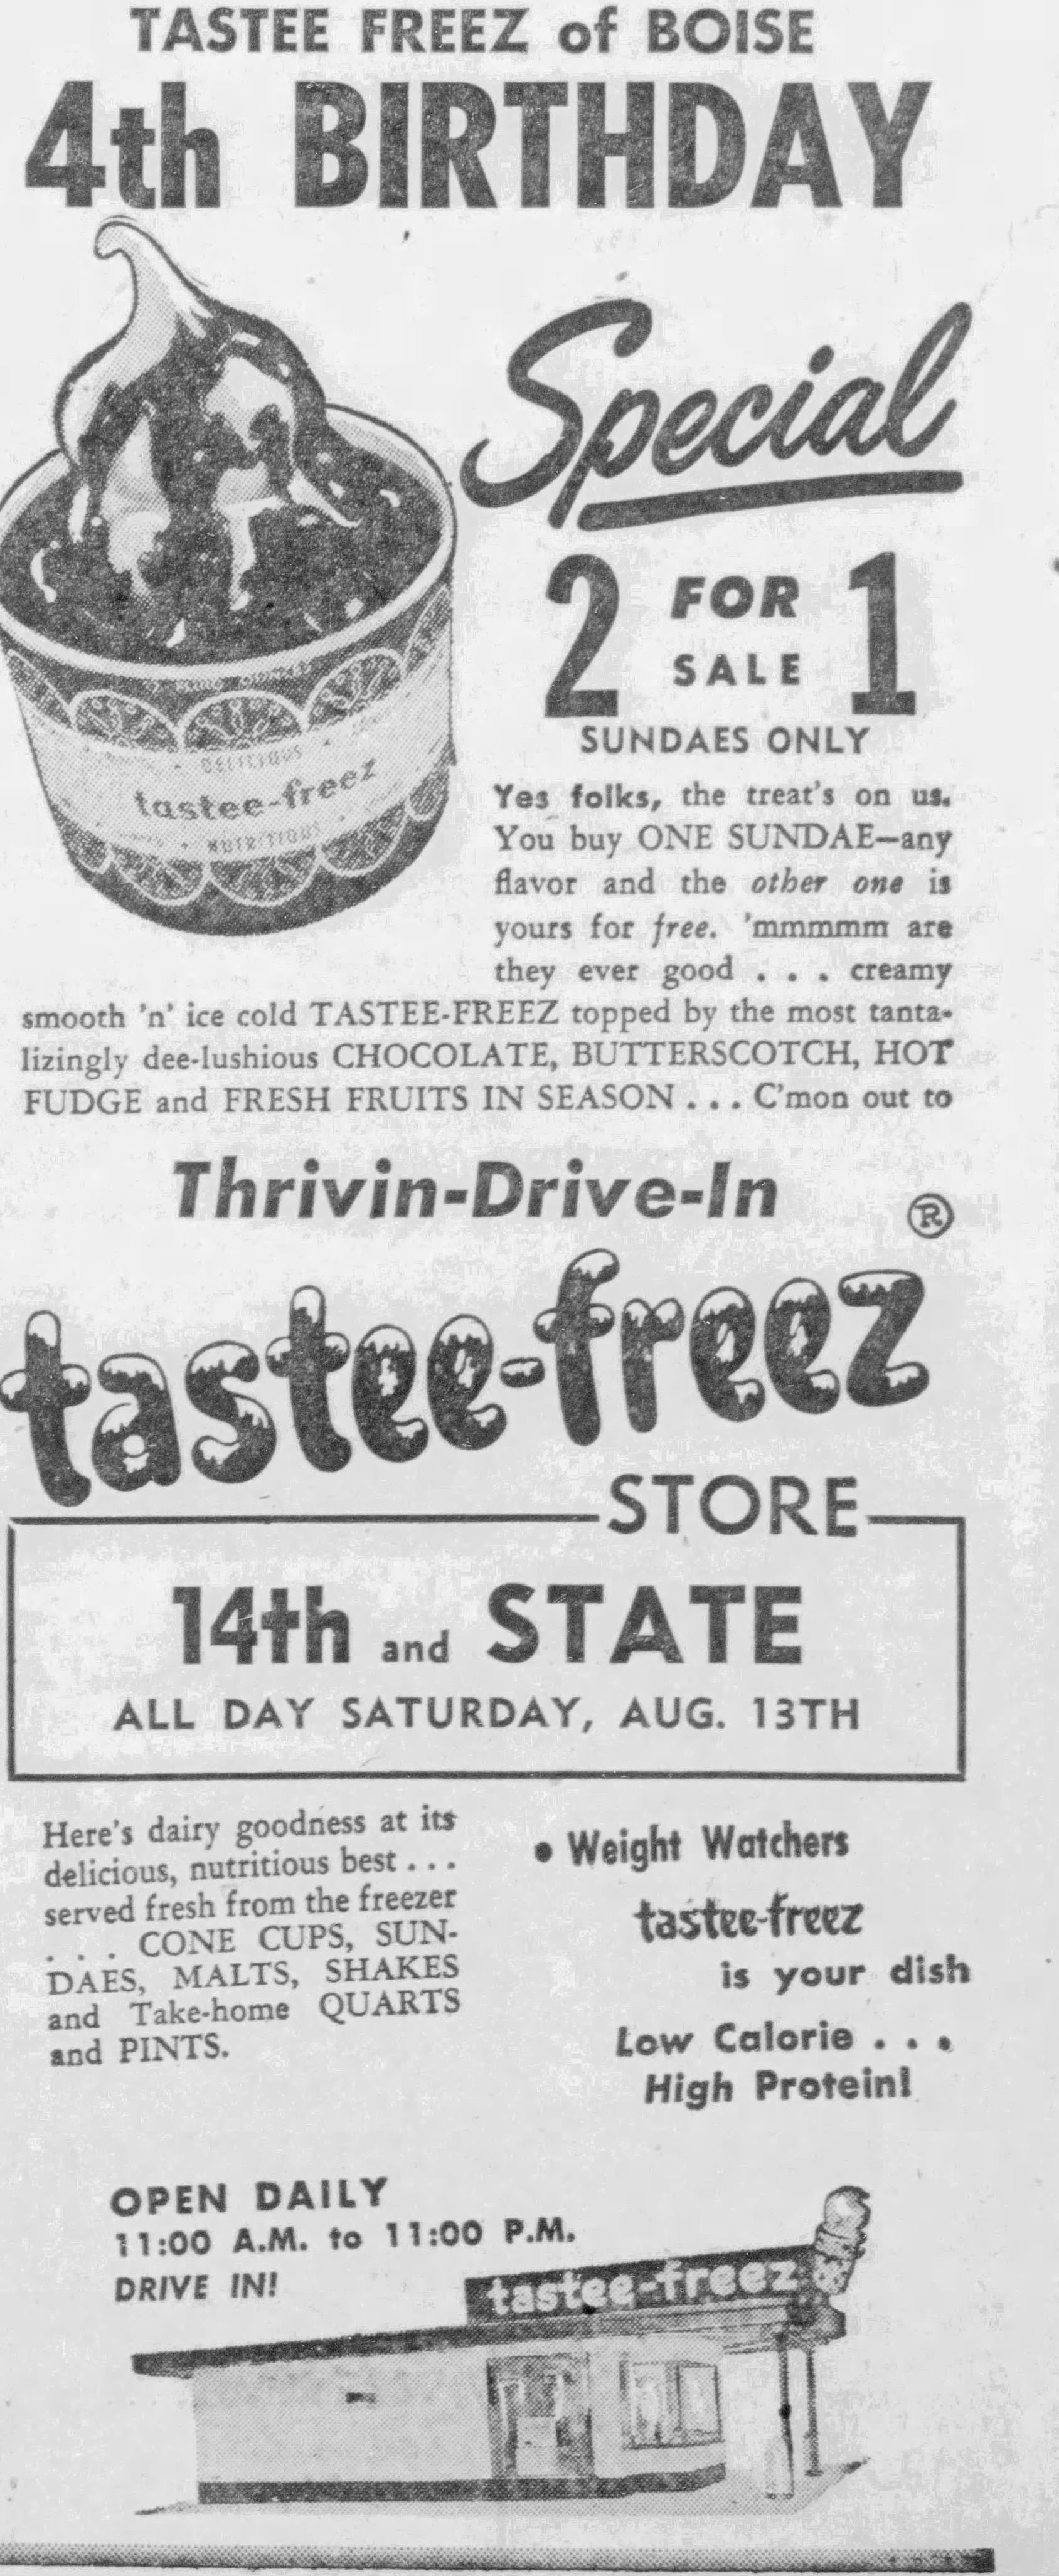 TASTEE FREEZ of BOISE
4th BIRTHDAY
Special
2 FOR SALE 1
SUNDAES ONLY
DELICIOUS
tastee-freez
NUTRITIOUS
Yes folks, the treat's on us.
You buy ONE SUNDAE—any
flavor and the other one is
yours for free. 'mmmmm are
they ever good . . . creamy
smooth 'n' ice cold TASTEE-FREEZ topped by the most tanta-
lizingly dee-lushious CHOCOLATE, BUTTERSCOTCH, HOT
FUDGE and FRESH FRUITS IN SEASON . . . C'mon out to
Thrivin-Drive-In
®
tastee-freez
STORE
14th and STATE
ALL DAY SATURDAY, AUG. 13TH
Here's dairy goodness at its
delicious, nutritious best . . .
served fresh from the freezer
. . . CONE CUPS, SUN-
DAES, MALTS, SHAKES
and Take-home QUARTS
and PINTS.
• Weight Watchers
tastee-freez
is your dish
Low Calorie . . .
High Protein!
OPEN DAILY
11:00 A.M. to 11:00 P.M.
DRIVE IN!
tastee-freez